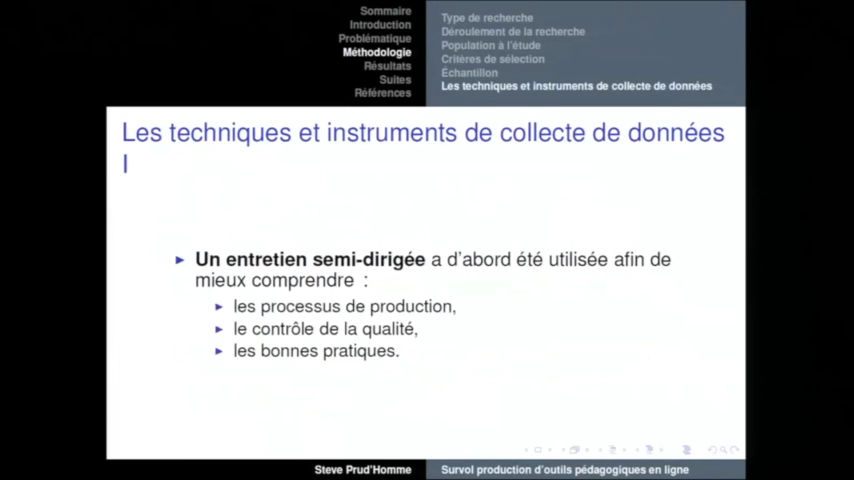 Sommaire
Introduction
Problématique
Méthodologie
Résultats
Suites
Références
Type de recherche
Déroulement de la recherche
Population à l'étude
Critères de sélection
Échantillon
Les techniques et instruments de collecte de données
Les techniques et instruments de collecte de données
I
Un entretien semi-dirigée a d'abord été utilisée afin de
mieux comprendre :
les processus de production,
le contrôle de la qualité,
les bonnes pratiques.
Steve Prud'Homme
Survol production d'outils pédagogiques en ligne